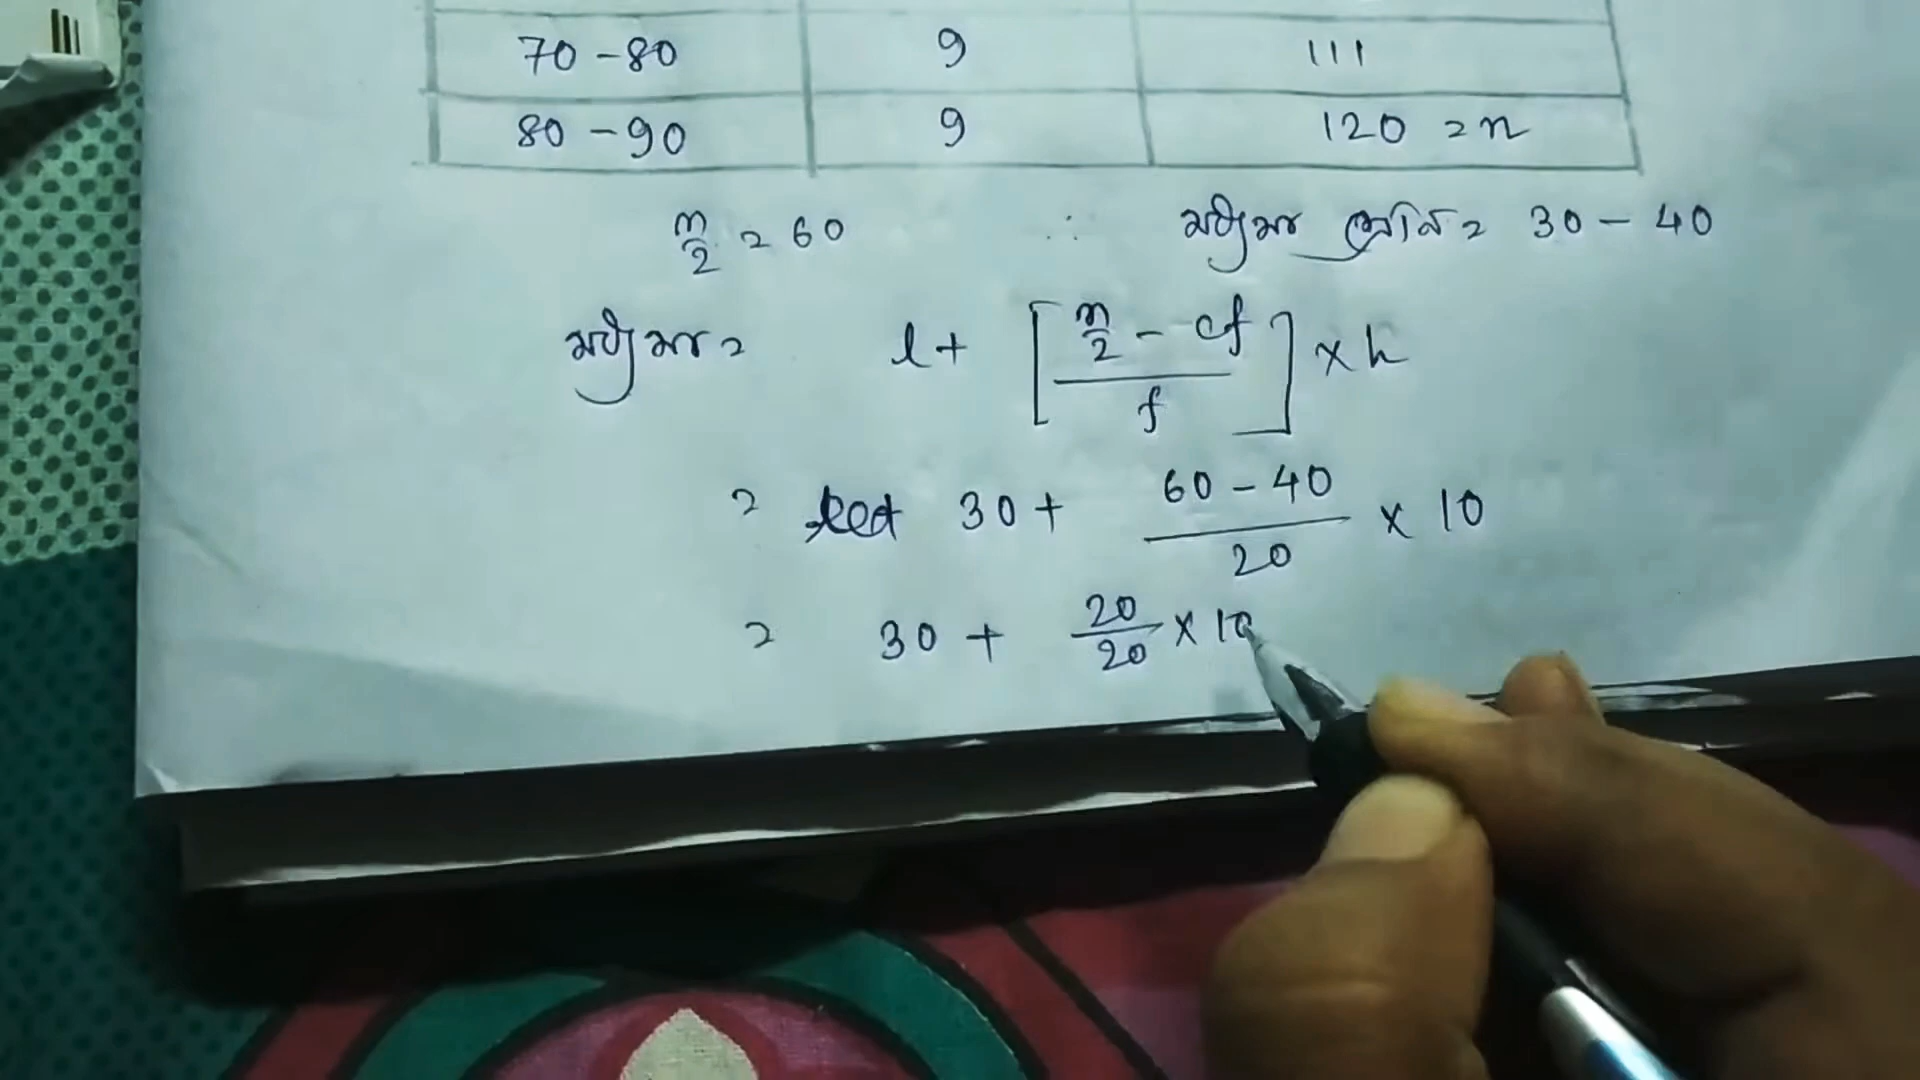 70 - 80 9 111
80 - 90 9 120 = n
n/2 = 60 ∴ মধ্যমা শ্রেণি = 30 - 40
মধ্যমা = l + [ (n/2 - cf) / f ] × h
= 30 + (60 - 40) / 20 × 10
= 30 + 20/20 × 10